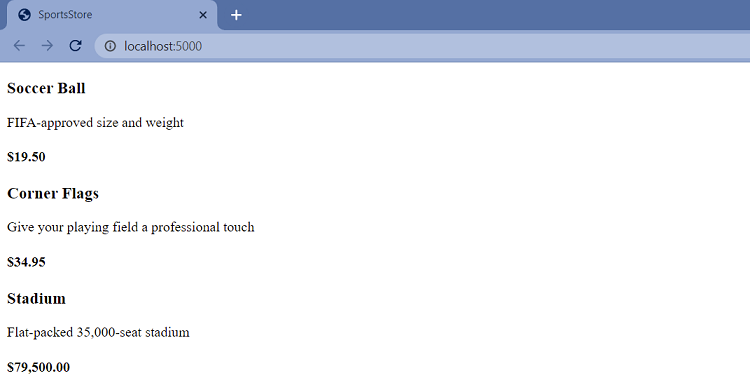 SportsStore
localhost:5000
Soccer Ball
FIFA-approved size and weight
$19.50
Corner Flags
Give your playing field a professional touch
$34.95
Stadium
Flat-packed 35,000-seat stadium
$79,500.00